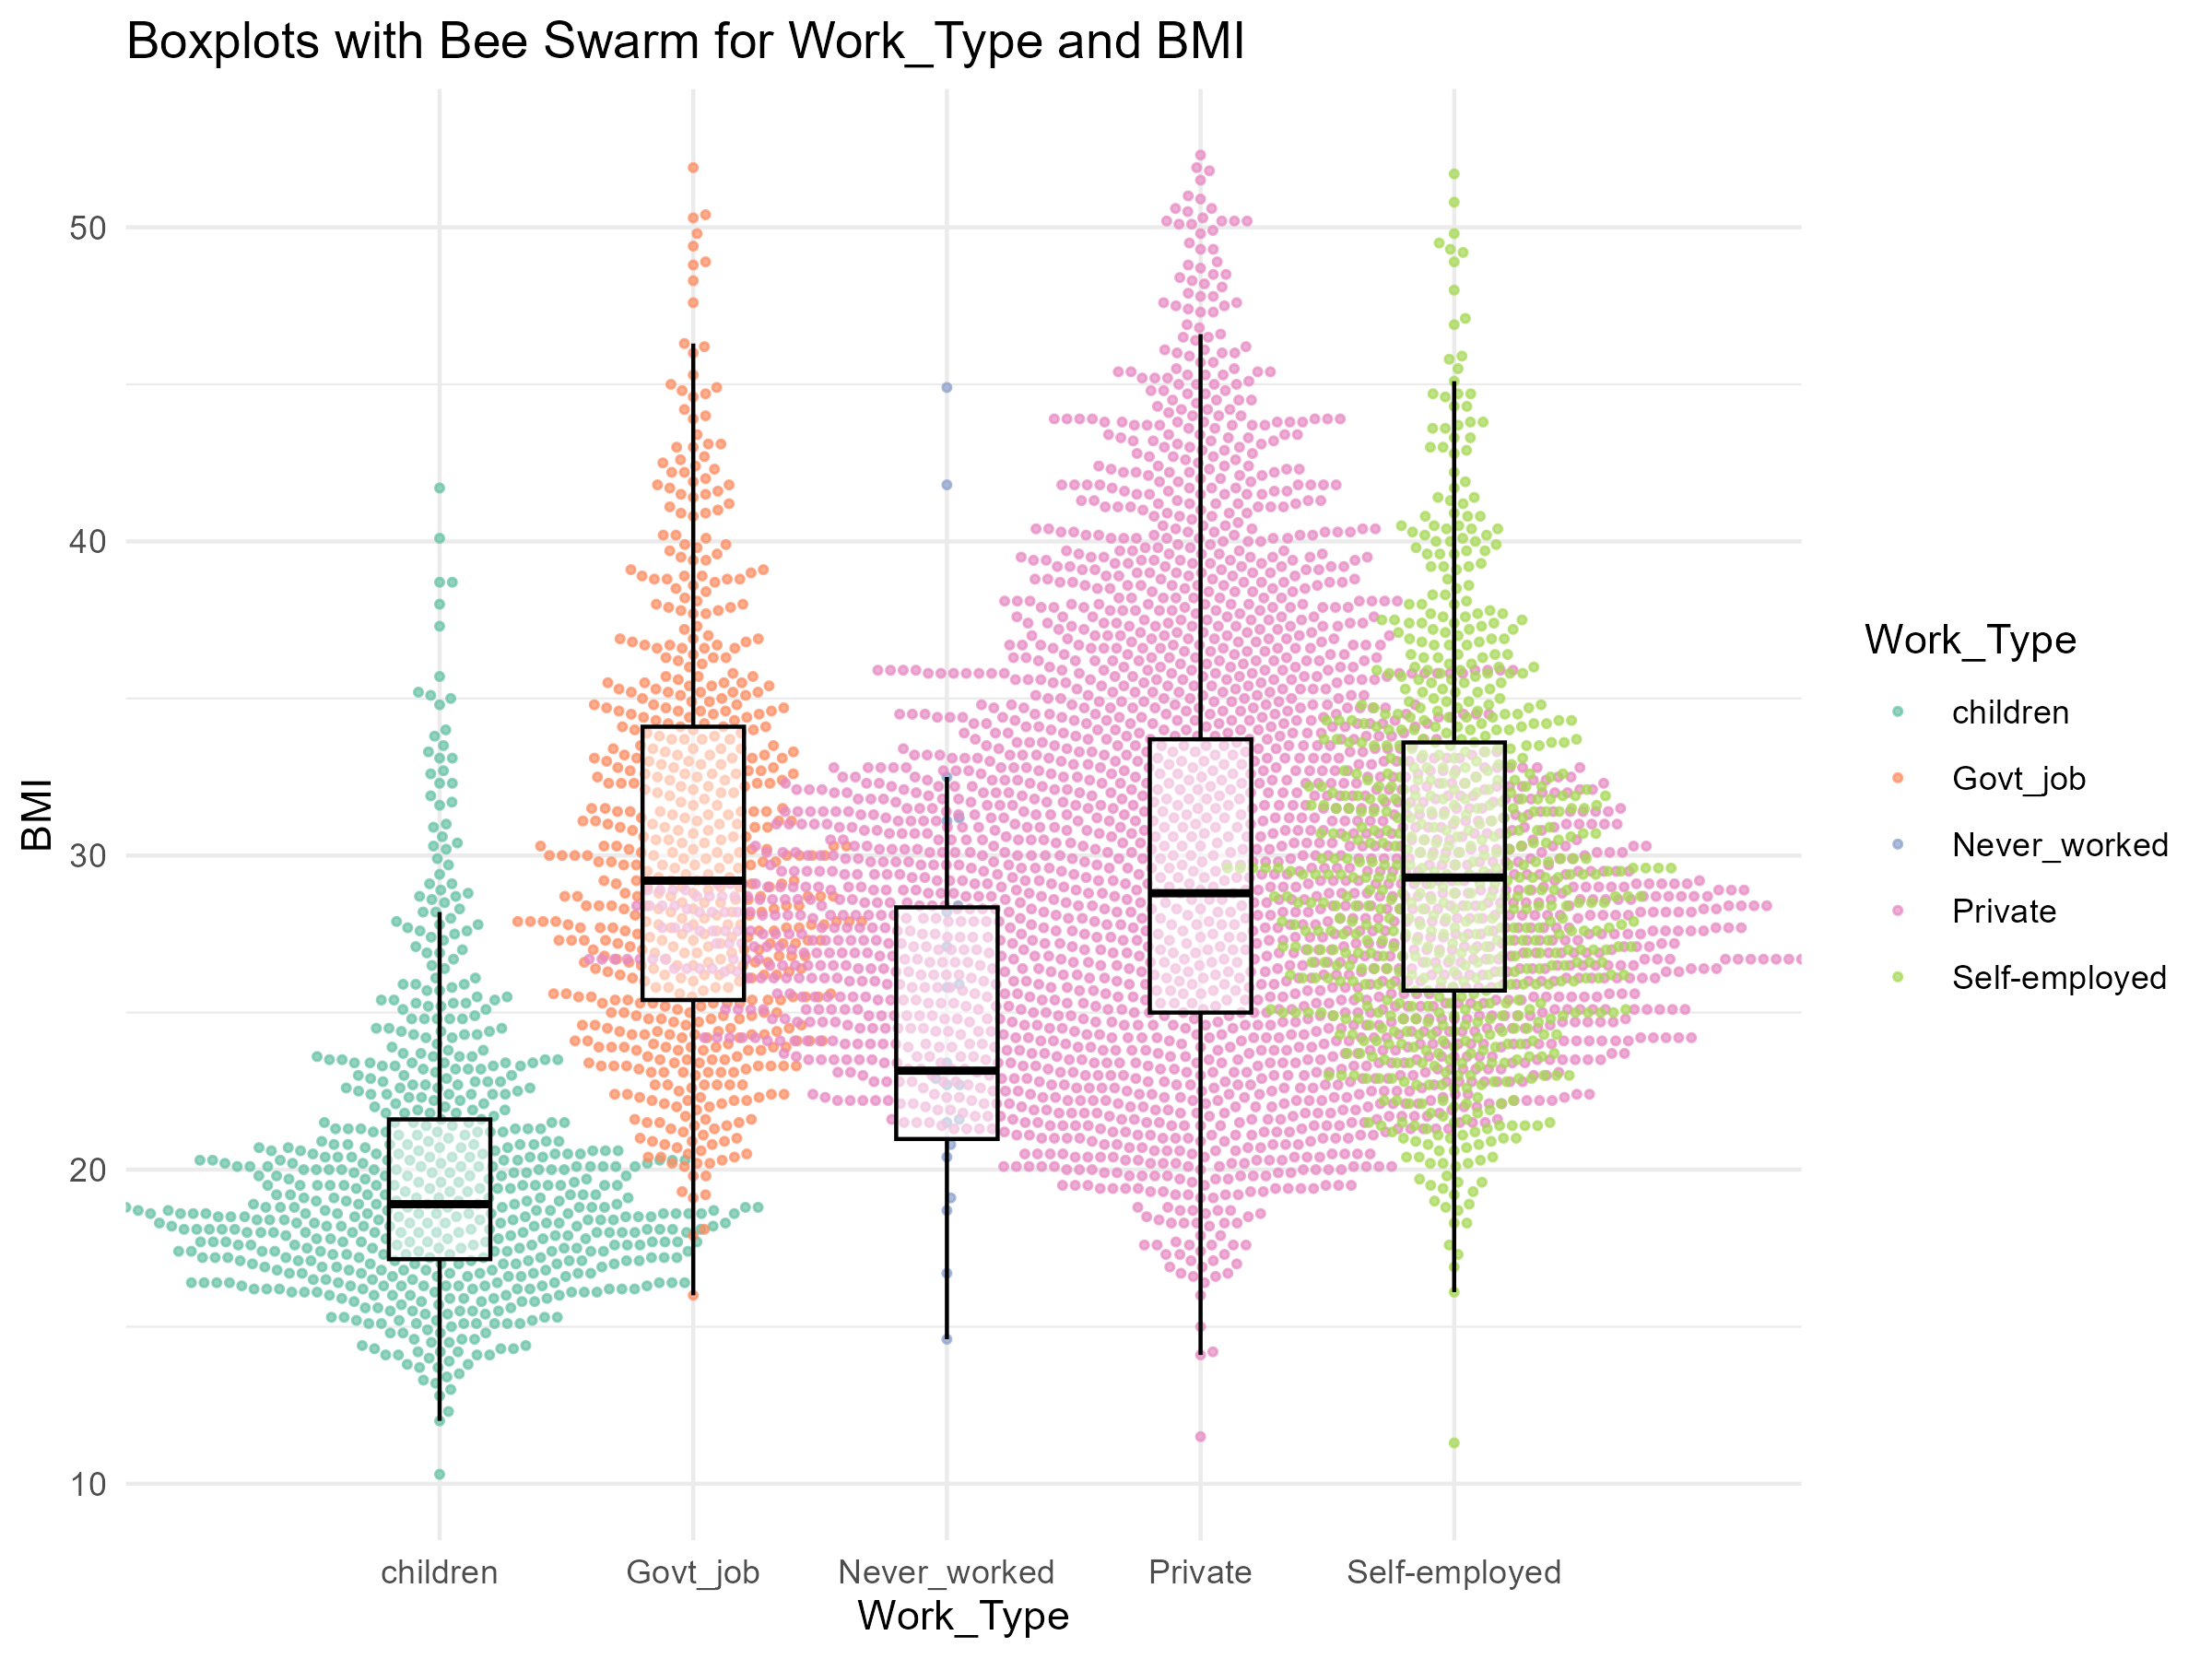 Boxplots with Bee Swarm for Work_Type and BMI
BMI
50
40
30
20
10
children
Govt_job
Never_worked
Private
Self-employed
Work_Type
Work_Type
children
Govt_job
Never_worked
Private
Self-employed